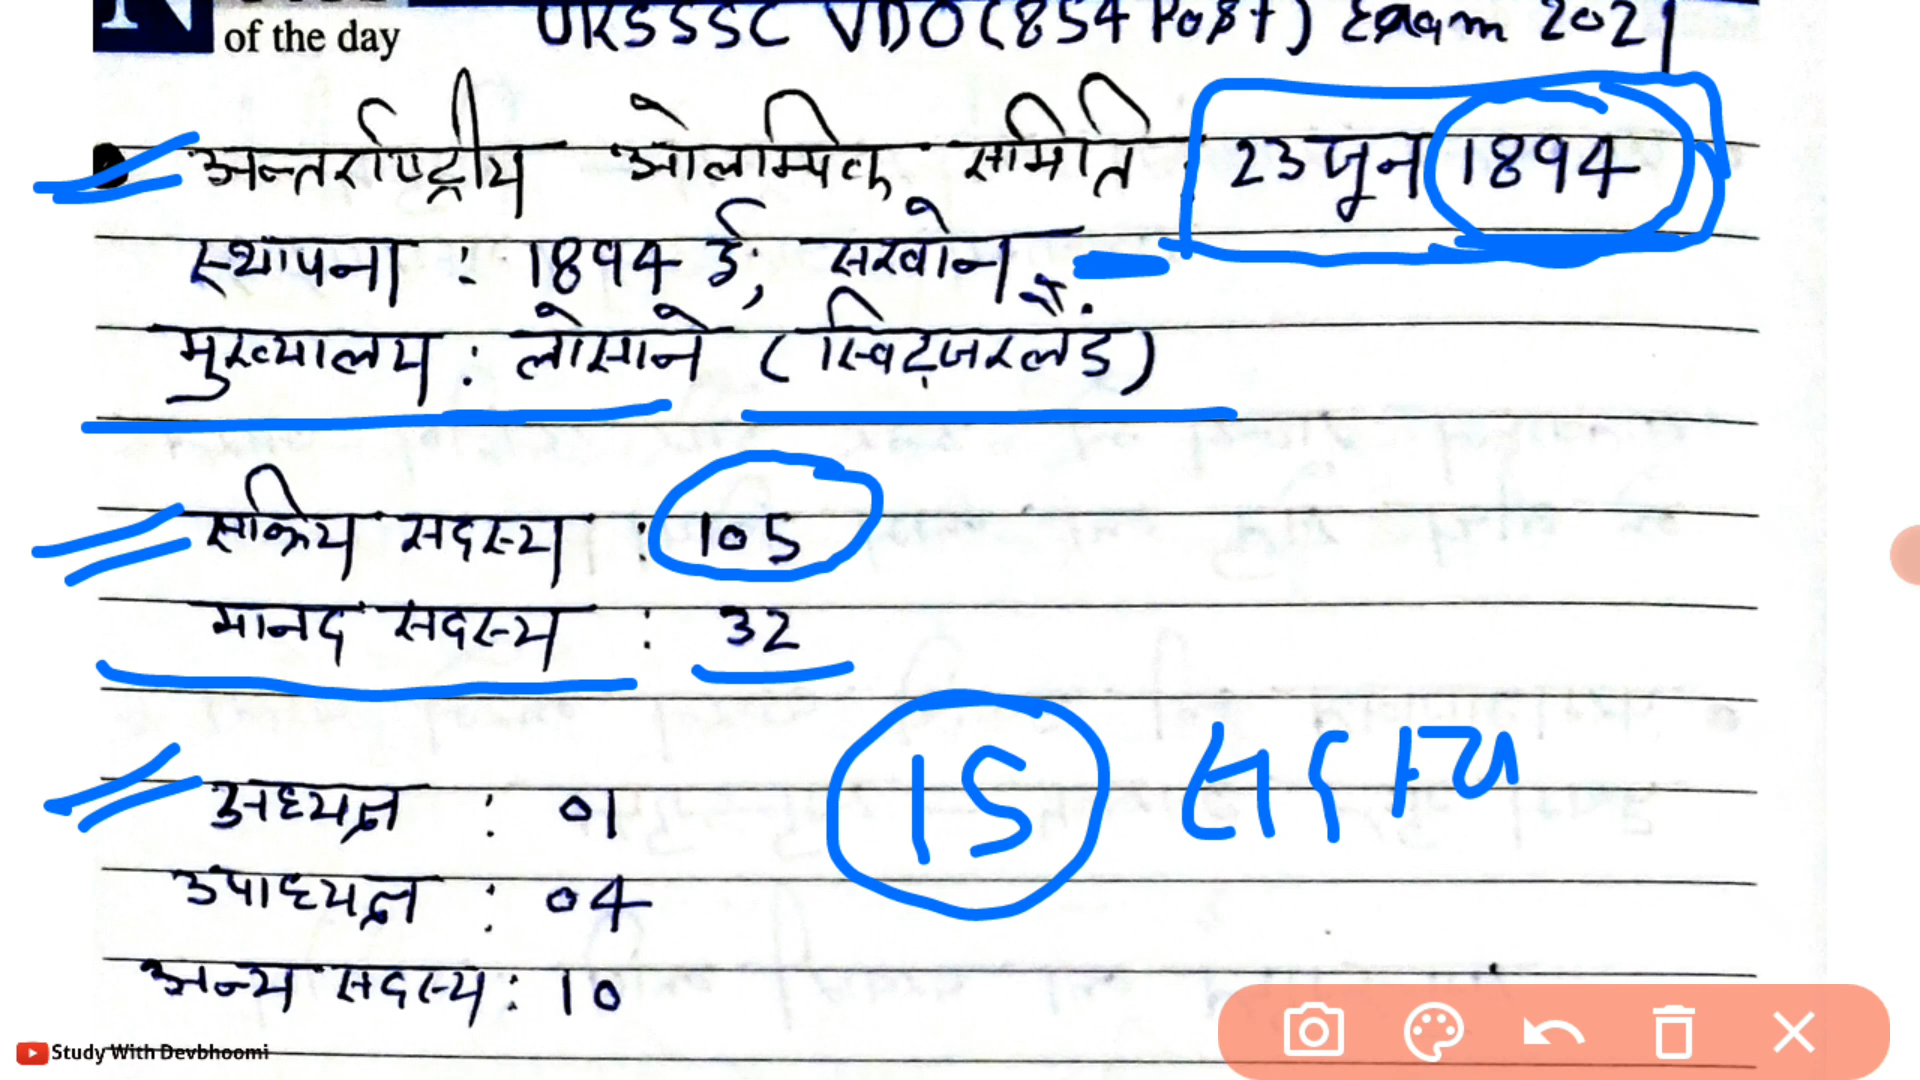 of the day UKSSSC VDO (854 Post) Exam 2021
अन्तर्राष्ट्रीय ओलम्पिक समिति : 23 जून 1894
स्थापना : 1894 ई., सरबोन में
मुख्यालय : लोसाने (स्विट्जरलैंड)
सक्रिय सदस्य : 105
मानद सदस्य : 32
15 सदस्य
अध्यक्ष : 01
उपाध्यक्ष : 04
अन्य सदस्य : 10
Study With Devbhoomi